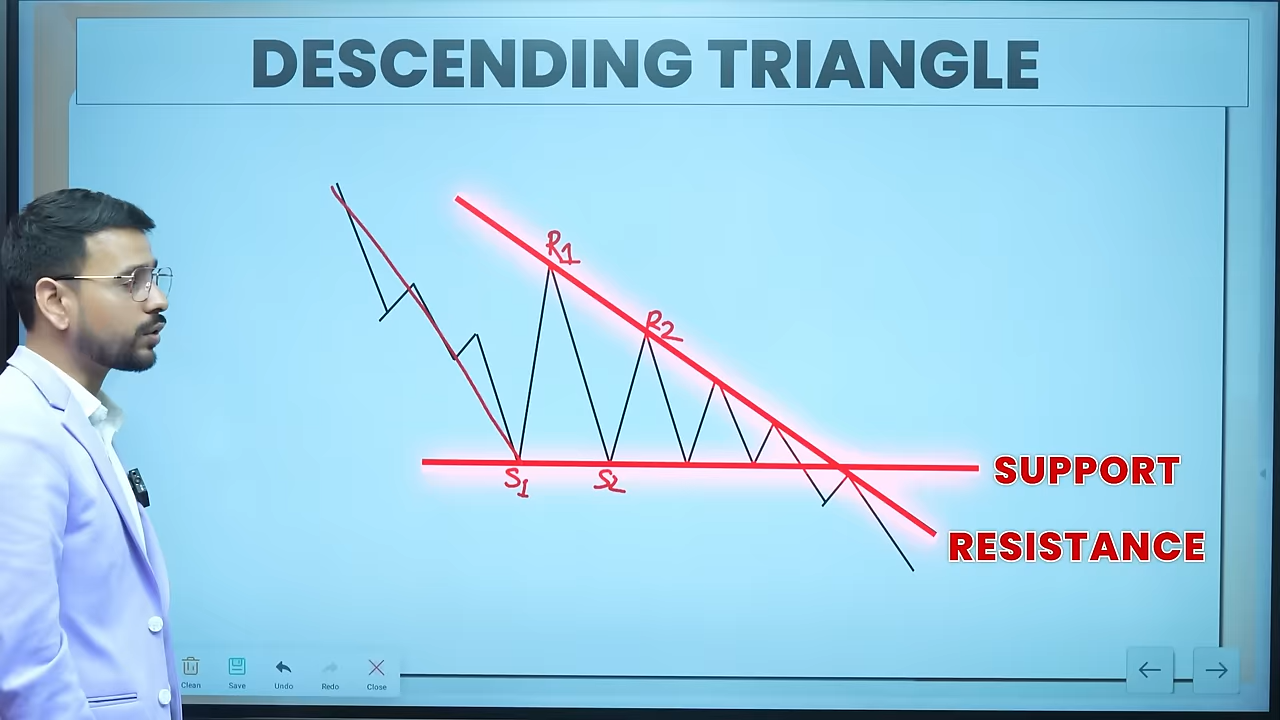 DESCENDING TRIANGLE
R1
R2
S1
S2
SUPPORT
RESISTANCE
Clean
Save
Undo
Redo
Close